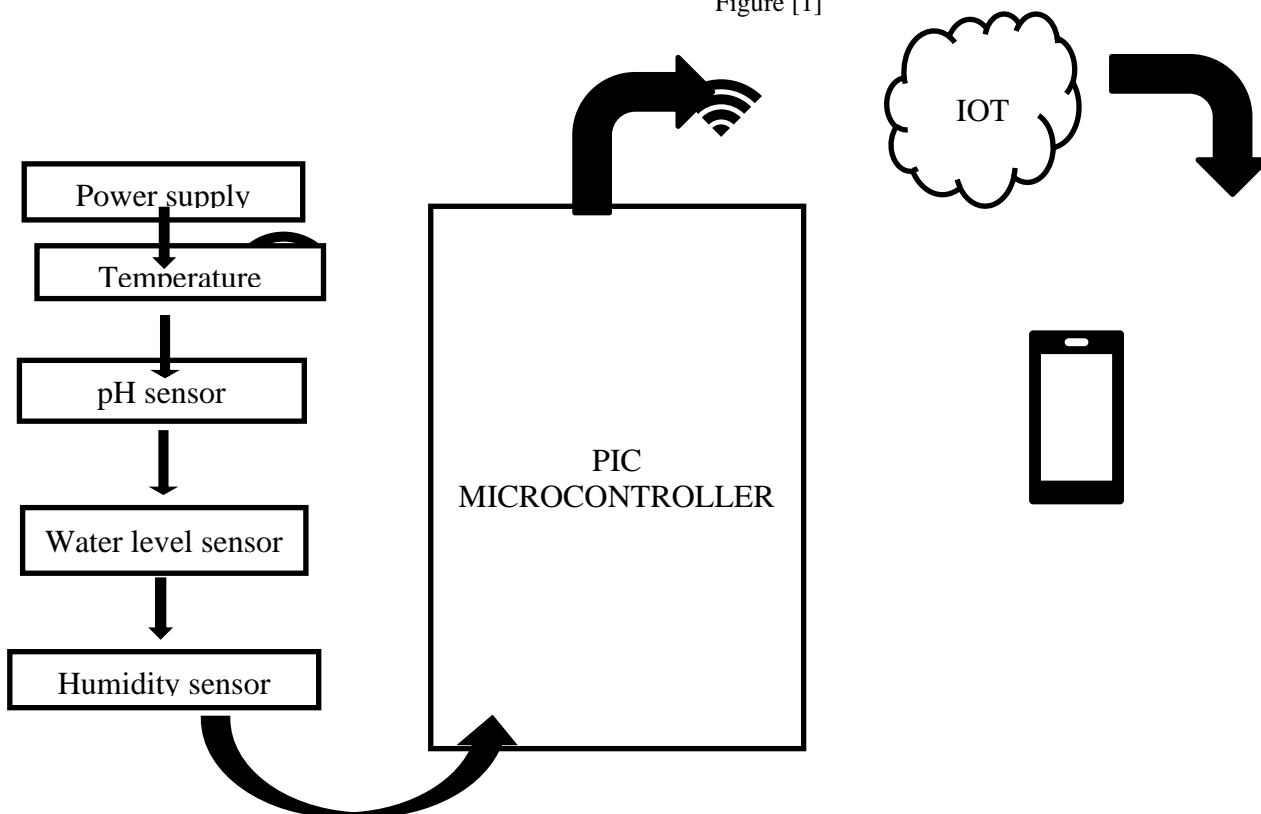 Figure [1]
IOT
Power supply
Temperature
pH sensor
PIC
MICROCONTROLLER
Water level sensor
Humidity sensor